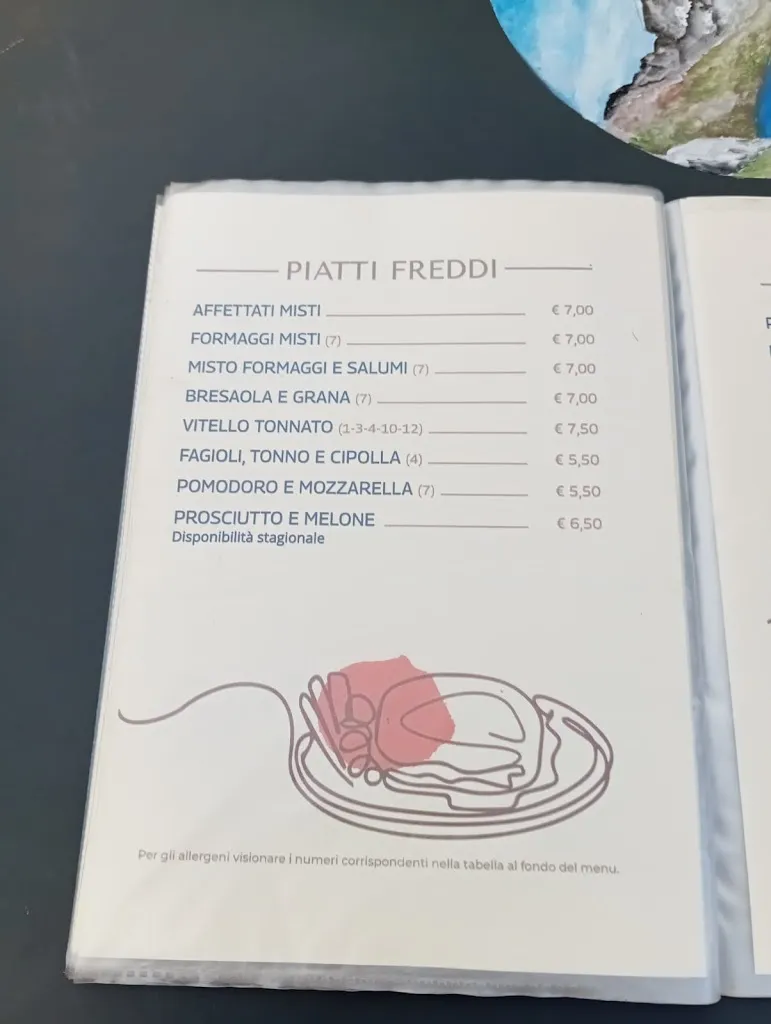 PIATTI FREDDI
AFFETTATI MISTI € 7,00
FORMAGGI MISTI (7) € 7,00
MISTO FORMAGGI E SALUMI (7) € 7,00
BRESAOLA E GRANA (7) € 7,00
VITELLO TONNATO (1-3-4-10-12) € 7,50
FAGIOLI, TONNO E CIPOLLA (4) € 5,50
POMODORO E MOZZARELLA (7) € 5,50
PROSCIUTTO E MELONE € 6,50
Disponibilità stagionale
Per gli allergeni visionare i numeri corrispondenti nella tabella al fondo del menu.